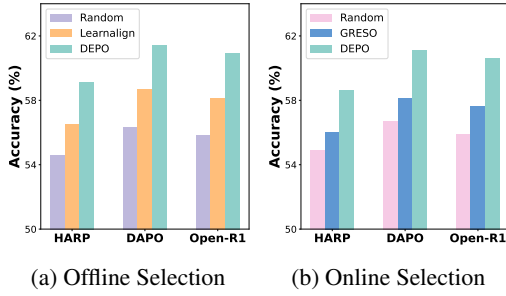 Random
Learnalign
DEPO
Accuracy (%)
62
58
54
50
HARP DAPO Open-R1
(a) Offline Selection
Random
GRESO
DEPO
Accuracy (%)
62
58
54
50
HARP DAPO Open-R1
(b) Online Selection